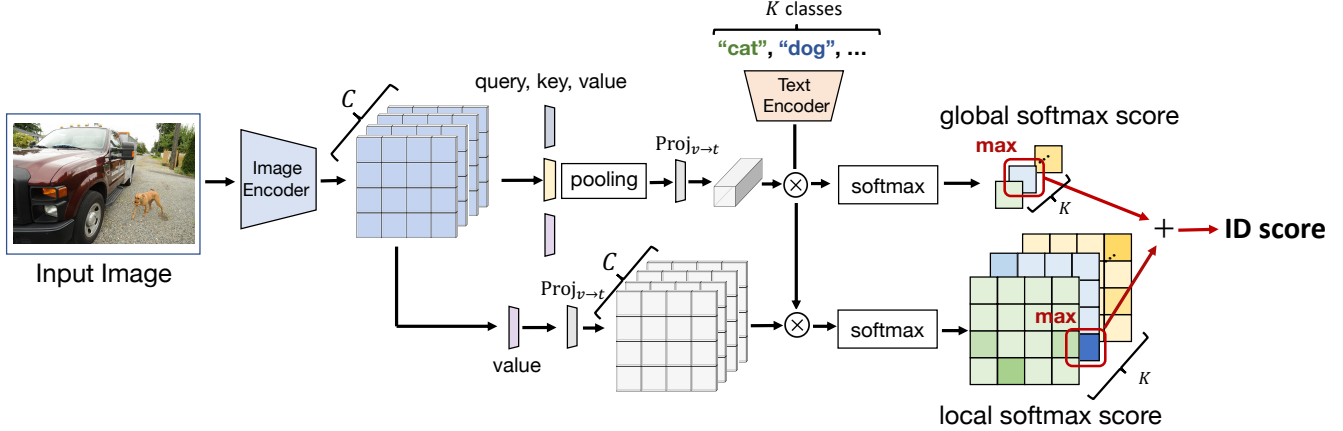 K classes
“cat”, “dog”, ...
query, key, value
C
Text
Encoder
global softmax score
max
Image
Encoder
Proj v→t
pooling
softmax
K
+
ID score
Input Image
C
Proj v→t
max
softmax
value
K
local softmax score